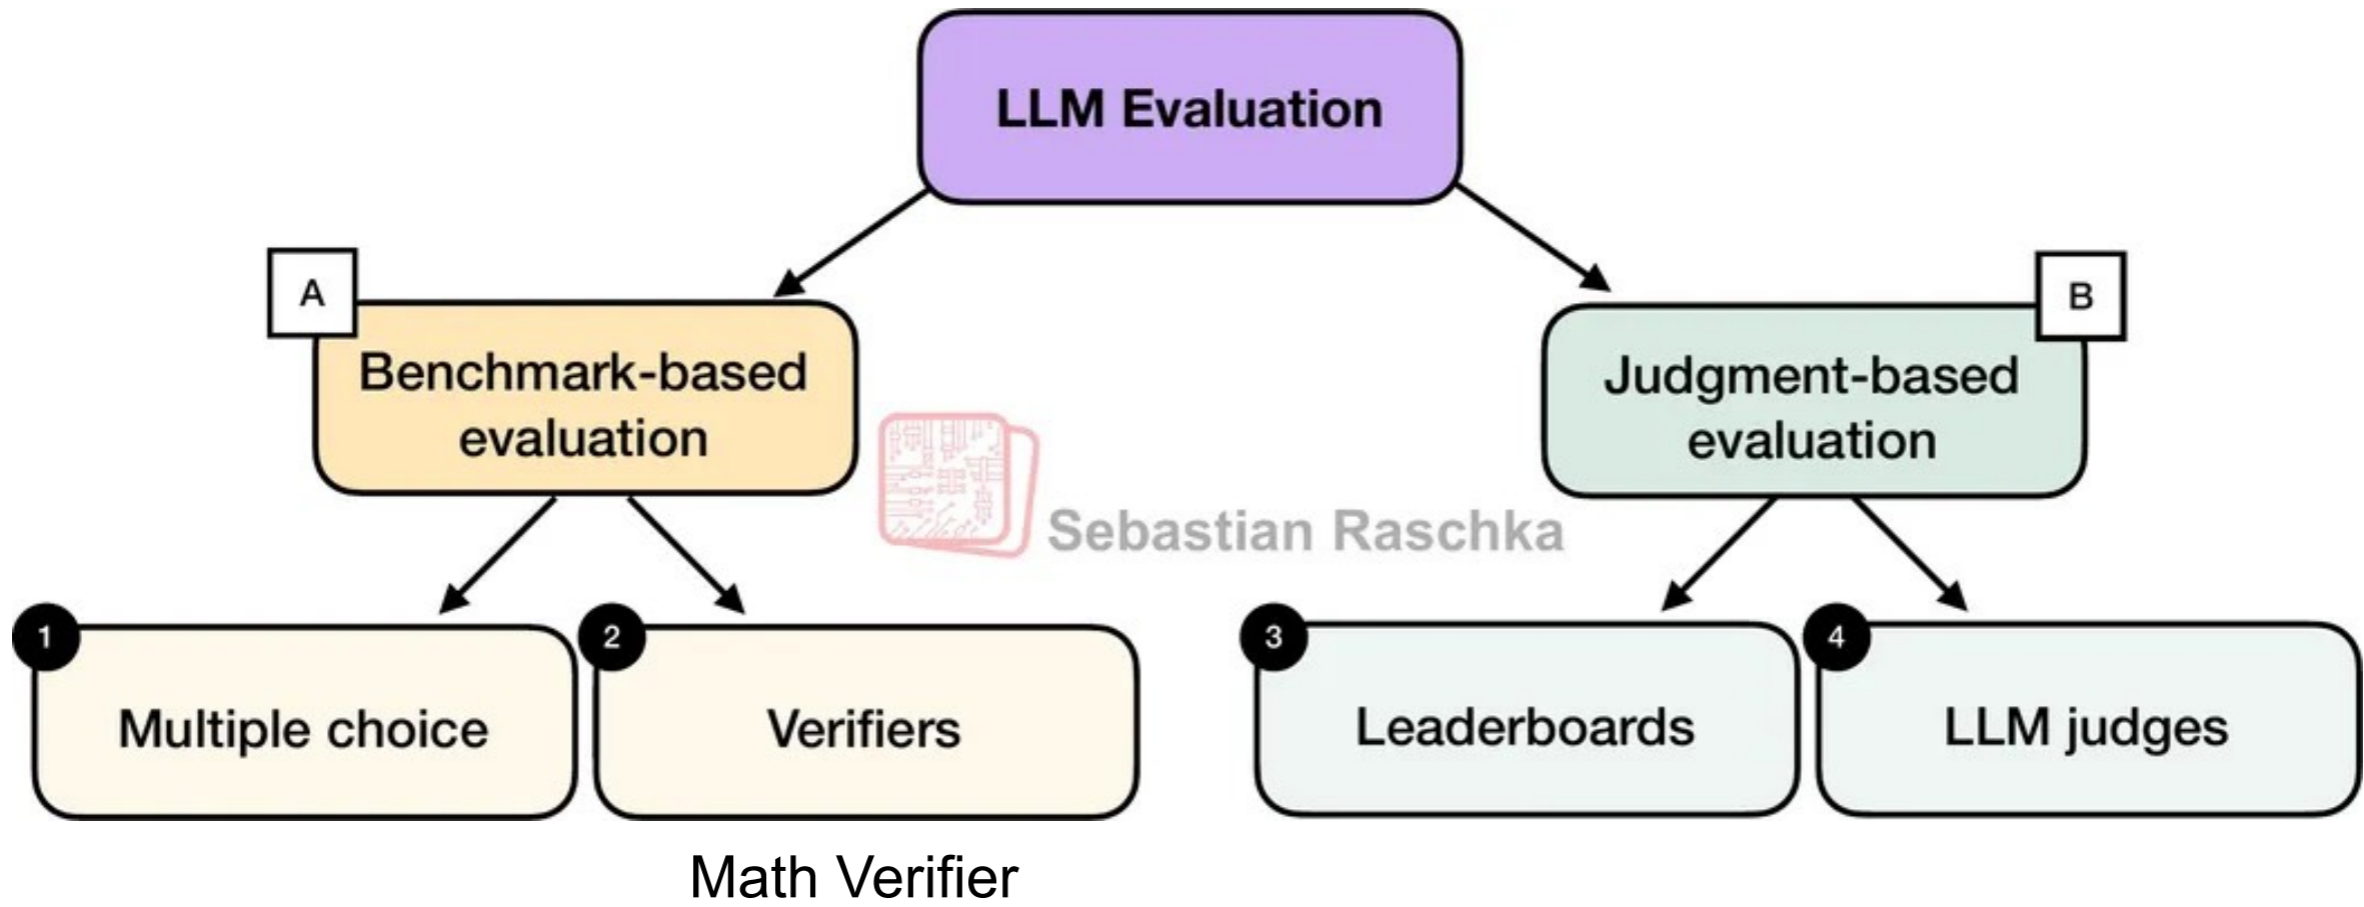 LLM Evaluation
A
Benchmark-based
evaluation
B
Judgment-based
evaluation
Sebastian Raschka
1
Multiple choice
2
Verifiers
3
Leaderboards
4
LLM judges
Math Verifier